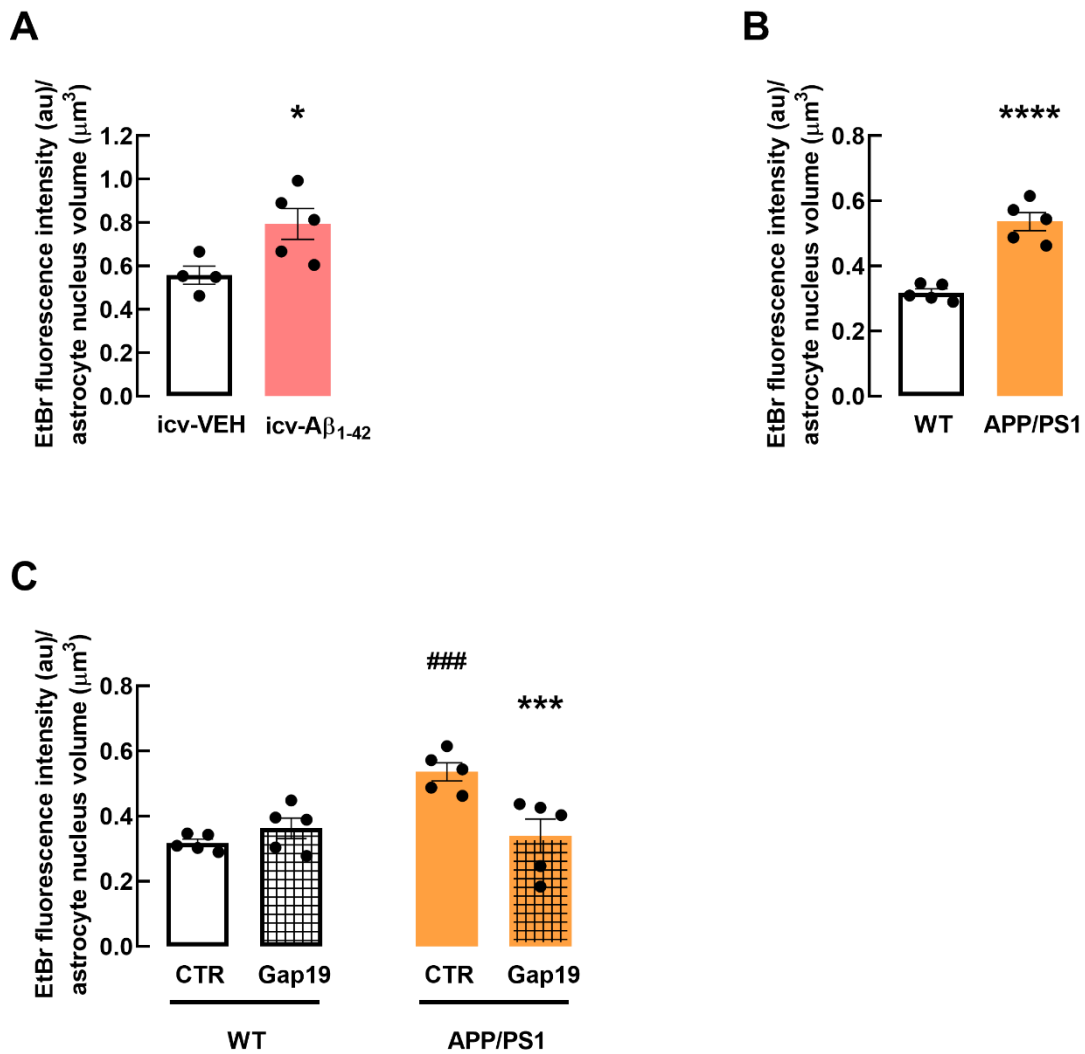 A
EtBr fluorescence intensity (au)/
astrocyte nucleus volume (μm³)
*
1.2
1.0
0.8
0.6
0.4
0.2
0.0
icv-VEH icv-Aβ₁₋₄₂
B
EtBr fluorescence intensity (au)/
astrocyte nucleus volume (μm³)
****
0.8
0.6
0.4
0.2
0.0
WT APP/PS1
C
EtBr fluorescence intensity (au)/
astrocyte nucleus volume (μm³)
###
***
0.8
0.6
0.4
0.2
0.0
CTR Gap19 CTR Gap19
WT APP/PS1